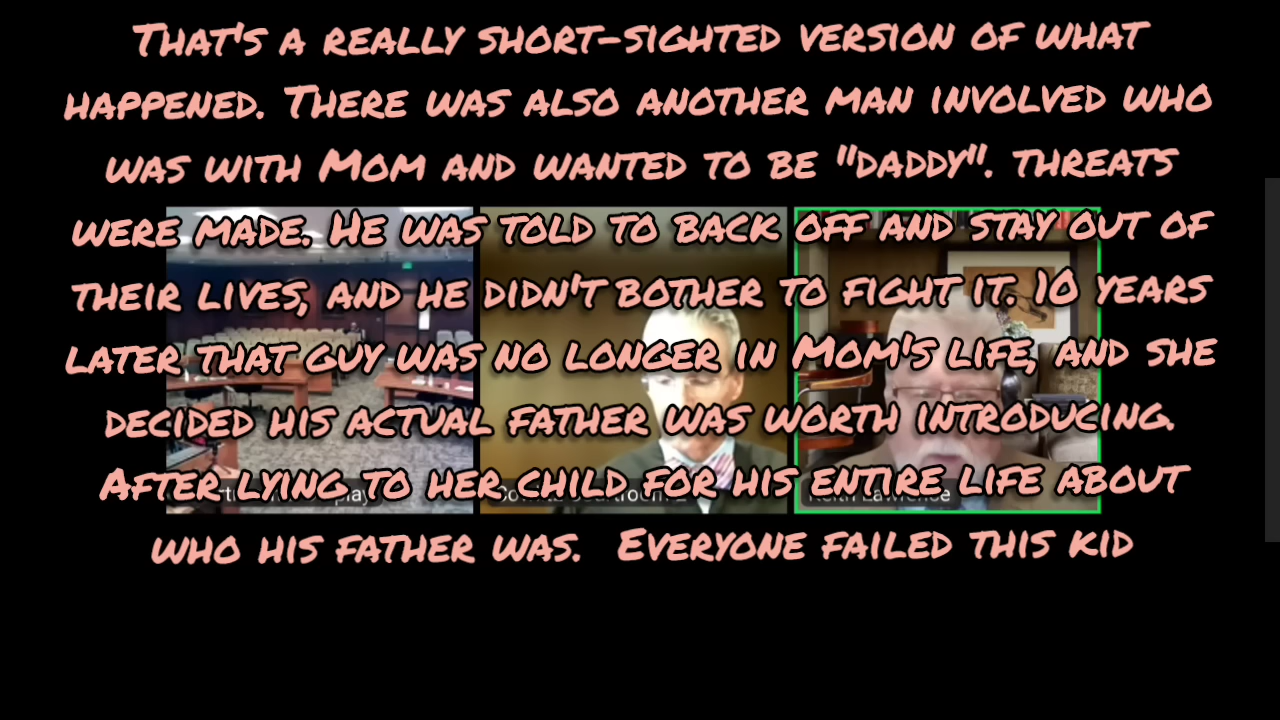 That's a really short-sighted version of what
happened. There was also another man involved who
was with Mom and wanted to be "daddy". threats
were made. He was told to back off and stay out of
their lives, and he didn't bother to fight it. 10 years
later that guy was no longer in Mom's life, and she
decided his actual father was worth introducing.
After lying to her child for his entire life about
who his father was. Everyone failed this kid
Keith Lawrence